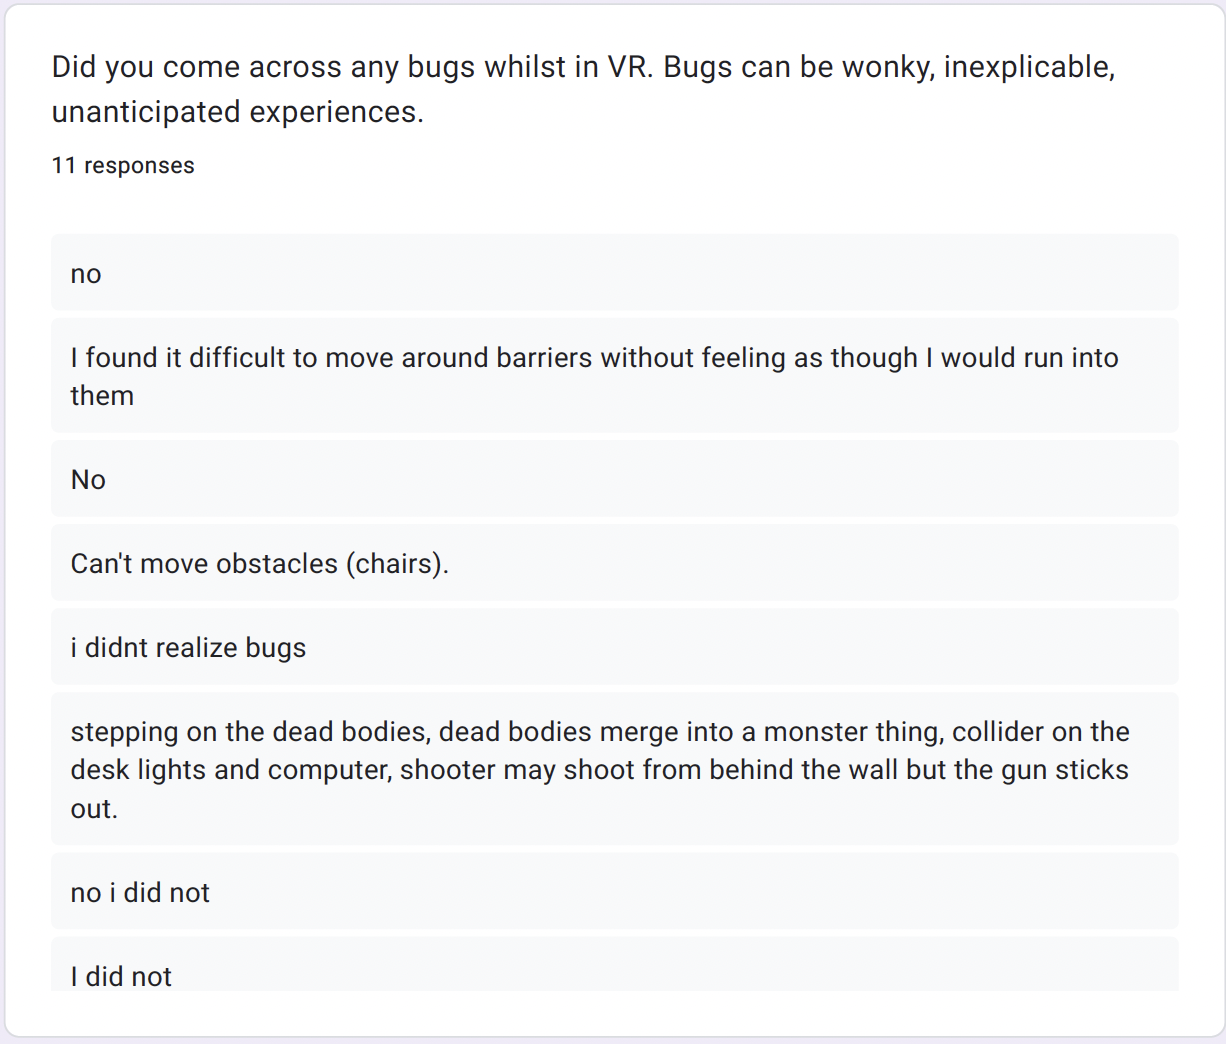 Did you come across any bugs whilst in VR. Bugs can be wonky, inexplicable,
unanticipated experiences.
11 responses
no
I found it difficult to move around barriers without feeling as though I would run into
them
No
Can't move obstacles (chairs).
i didnt realize bugs
stepping on the dead bodies, dead bodies merge into a monster thing, collider on the
desk lights and computer, shooter may shoot from behind the wall but the gun sticks
out.
no i did not
I did not